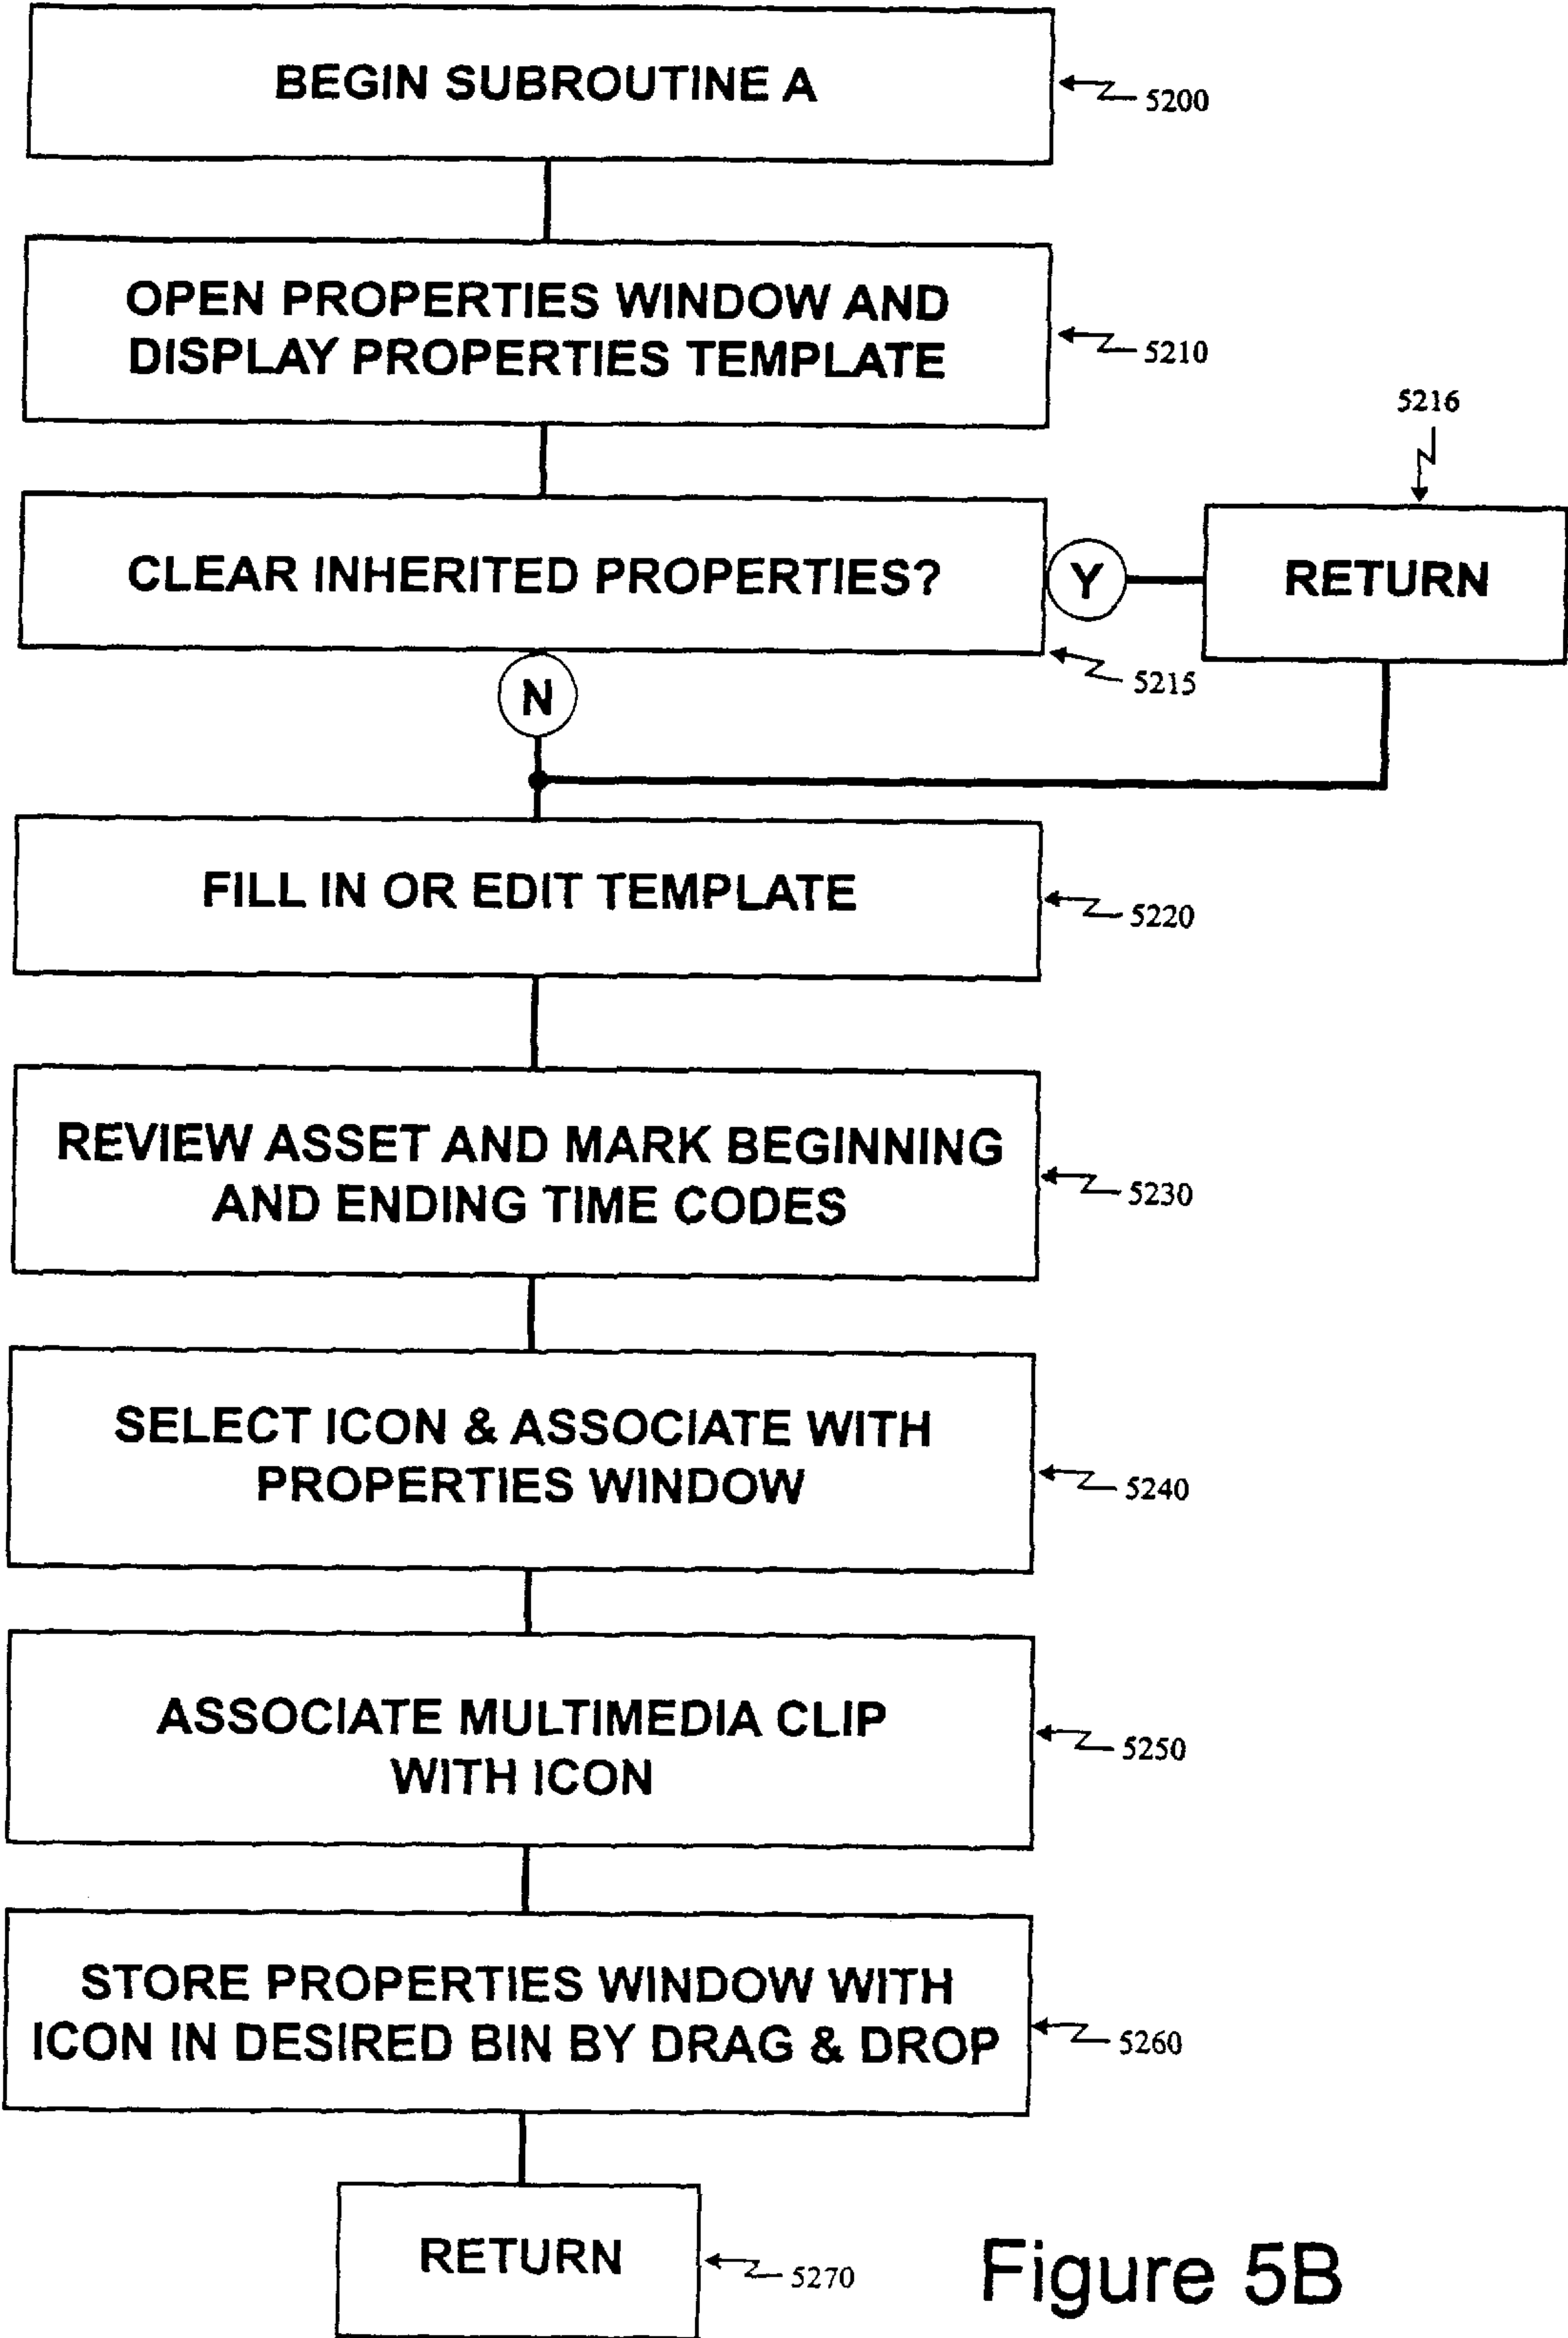 BEGIN SUBROUTINE A
5200
OPEN PROPERTIES WINDOW AND
DISPLAY PROPERTIES TEMPLATE
5210
5216
CLEAR INHERITED PROPERTIES?
Y
RETURN
5215
N
FILL IN OR EDIT TEMPLATE
5220
REVIEW ASSET AND MARK BEGINNING
AND ENDING TIME CODES
5230
SELECT ICON & ASSOCIATE WITH
PROPERTIES WINDOW
5240
ASSOCIATE MULTIMEDIA CLIP
WITH ICON
5250
STORE PROPERTIES WINDOW WITH
ICON IN DESIRED BIN BY DRAG & DROP
5260
RETURN
5270
Figure 5B